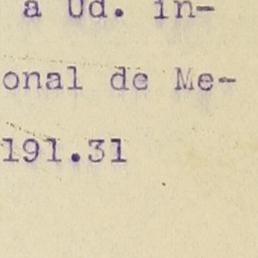 a Ud. in-
onal de Me-
191.31